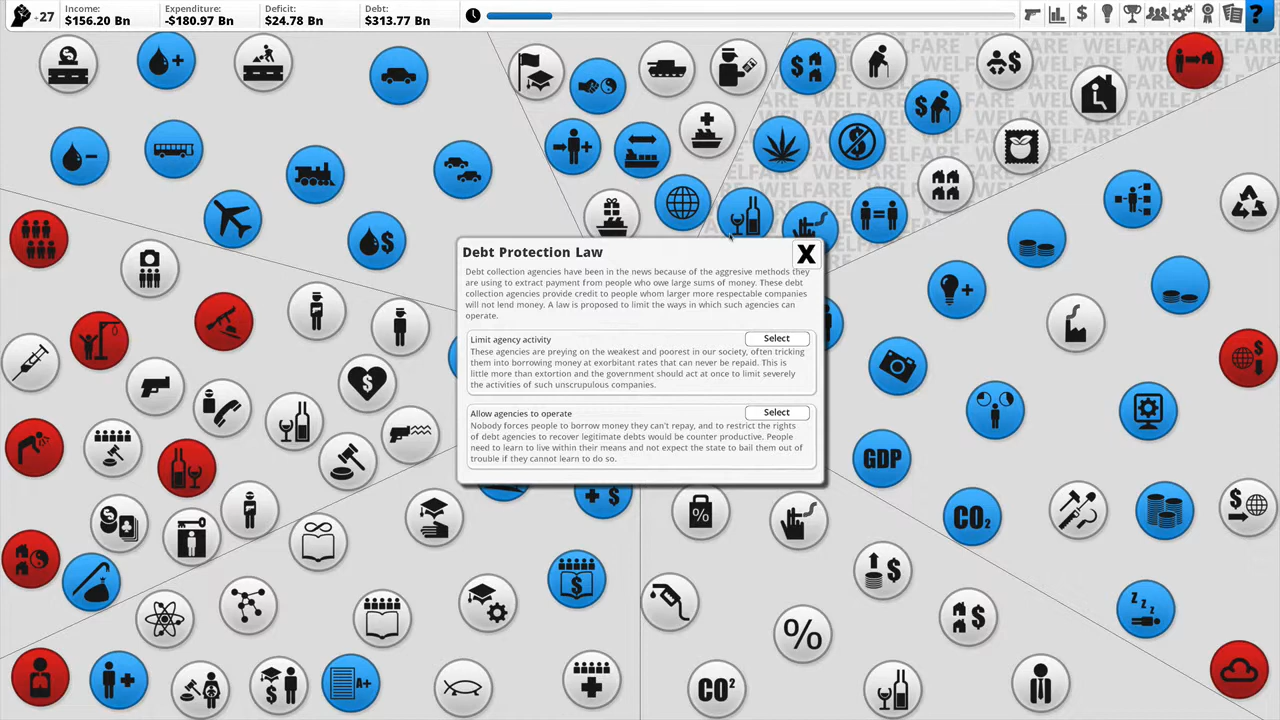 +27
Income: Expenditure: Deficit: Debt:
$156.20 Bn -$180.97 Bn $24.78 Bn $313.77 Bn
$
?
WELFARE WELFARE WELFARE WELFARE
Debt Protection Law
X
Debt collection agencies have been in the news because of the aggresive methods they
are using to extract payment from people who owe large sums of money. These debt
collection agencies provide credit to people whom larger more respectable companies
will not lend money. A law is proposed to limit the ways in which such agencies can
operate.
Limit agency activity
Select
These agencies are preying on the weakest and poorest in our society, often tricking
them into borrowing money at exorbitant rates that can never be repaid. This is
little more than extortion and the government should act at once to limit severely
the activities of such unscrupulous companies.
Allow agencies to operate
Select
Nobody forces people to borrow money they can't repay, and to restrict the rights
of debt agencies to recover legitimate debts would be counter productive. People
need to learn to live within their means and not expect the state to bail them out of
trouble if they cannot learn to do so.
GDP
CO₂
%
A+
%
CO²
z z z